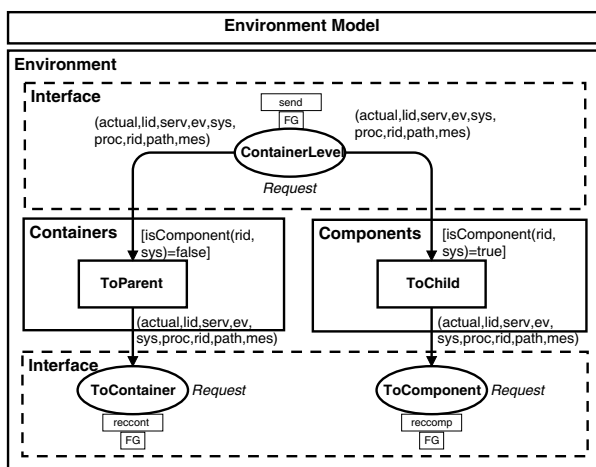 Environment Model
Environment
Interface
send
FG
(actual,lid,serv,ev,sys,
proc,rid,path,mes)
(actual,lid,serv,ev,sys,
proc,rid,path,mes)
ContainerLevel
Request
Containers
[isComponent(rid,
sys)=false]
ToParent
Components
[isComponent(rid,
sys)=true]
ToChild
(actual,lid,serv,ev,
sys,proc,rid,path,mes)
(actual,lid,serv,ev,
sys,proc,rid,path,mes)
Interface
ToContainer
Request
reccont
FG
ToComponent
Request
reccomp
FG